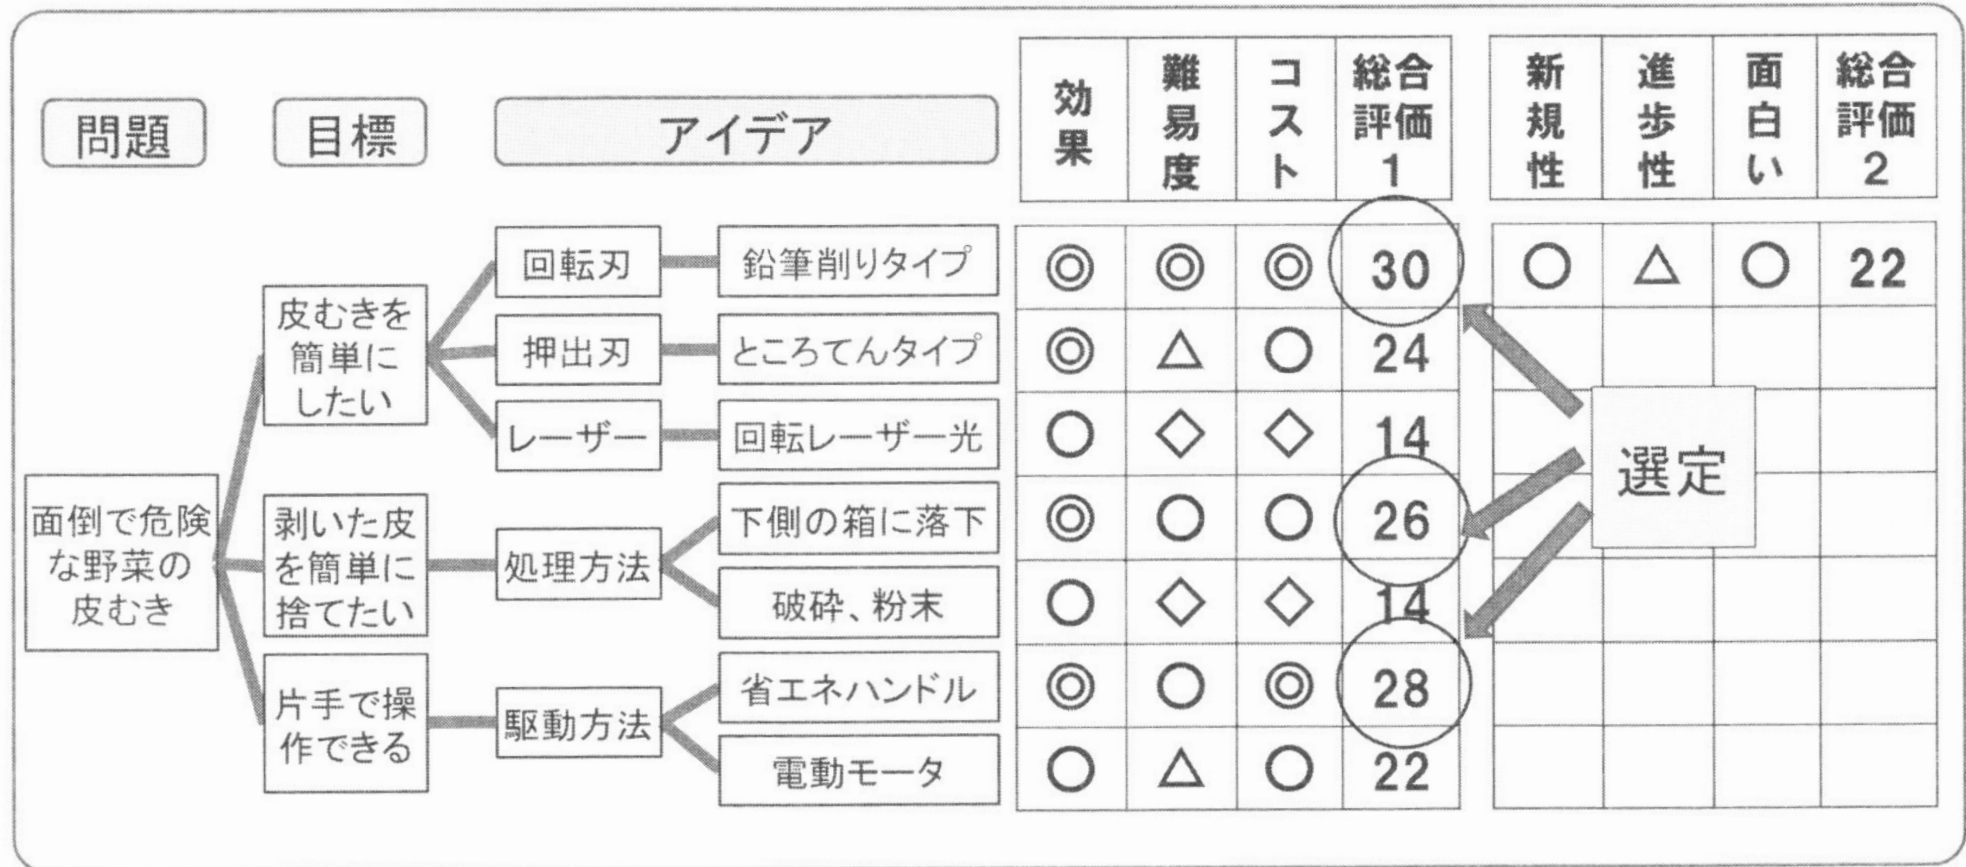 問題
目標
アイデア
効果
難易度
コスト
総合
評価
1
新規性
進歩性
面白い
総合
評価
2
面倒で危険
な野菜の
皮むき
皮むきを
簡単に
したい
剥いた皮
を簡単に
捨てたい
片手で操
作できる
回転刃
押出刃
レーザー
処理方法
駆動方法
鉛筆削りタイプ ◎ ◎ ◎ 30 ○ △ ○ 22
ところてんタイプ ◎ △ ○ 24
回転レーザー光 ○ ◇ ◇ 14
下側の箱に落下 ◎ ○ ○ 26
破砕、粉末 ○ ◇ ◇ 14
省エネハンドル ◎ ○ ◎ 28
電動モータ ○ △ ○ 22
選定